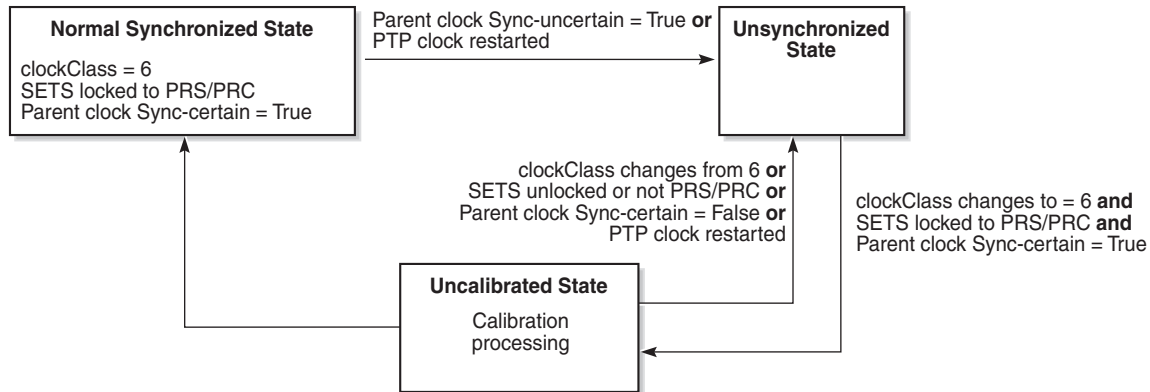 Normal Synchronized State
clockClass = 6
SETS locked to PRS/PRC
Parent clock Sync-certain = True
Parent clock Sync-uncertain = True or
PTP clock restarted
Unsynchronized
State
clockClass changes from 6 or
SETS unlocked or not PRS/PRC or
Parent clock Sync-certain = False or
PTP clock restarted
clockClass changes to = 6 and
SETS locked to PRS/PRC and
Parent clock Sync-certain = True
Uncalibrated State
Calibration
processing